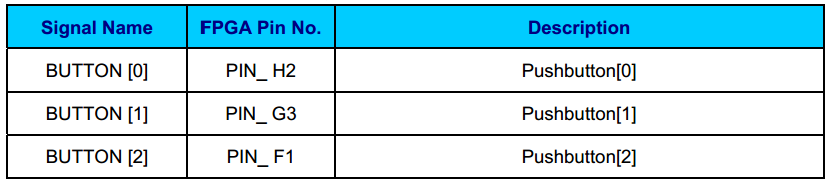 Signal Name FPGA Pin No. Description
BUTTON [0] PIN_ H2 Pushbutton[0]
BUTTON [1] PIN_ G3 Pushbutton[1]
BUTTON [2] PIN_ F1 Pushbutton[2]